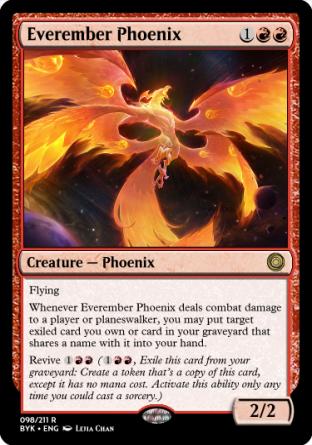 Everember Phoenix 1
Creature — Phoenix
Flying
Whenever Everember Phoenix deals combat damage
to a player or planeswalker, you may put target
exiled card you own or card in your graveyard that
shares a name with it into your hand.
Revive 1 (1, Exile this card from your
graveyard: Create a token that's a copy of this card,
except it has no mana cost. Activate this ability only any
time you could cast a sorcery.)
2/2
098/211 R
BYK • ENG Lejia Chan